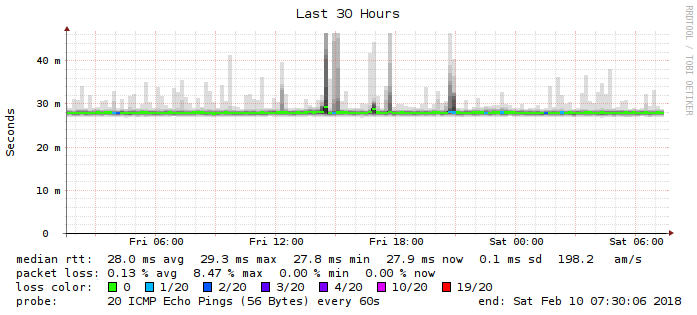 Last 30 Hours
RRDTOOL / TOBI OETIKER
Seconds
40 m
30 m
20 m
10 m
0
Fri 06:00 Fri 12:00 Fri 18:00 Sat 00:00 Sat 06:00
median rtt: 28.0 ms avg 29.3 ms max 27.8 ms min 27.9 ms now 0.1 ms sd 198.2 am/s
packet loss: 0.13 % avg 8.47 % max 0.00 % min 0.00 % now
loss color: 0 1/20 2/20 3/20 4/20 10/20 19/20
probe: 20 ICMP Echo Pings (56 Bytes) every 60s end: Sat Feb 10 07:30:06 2018